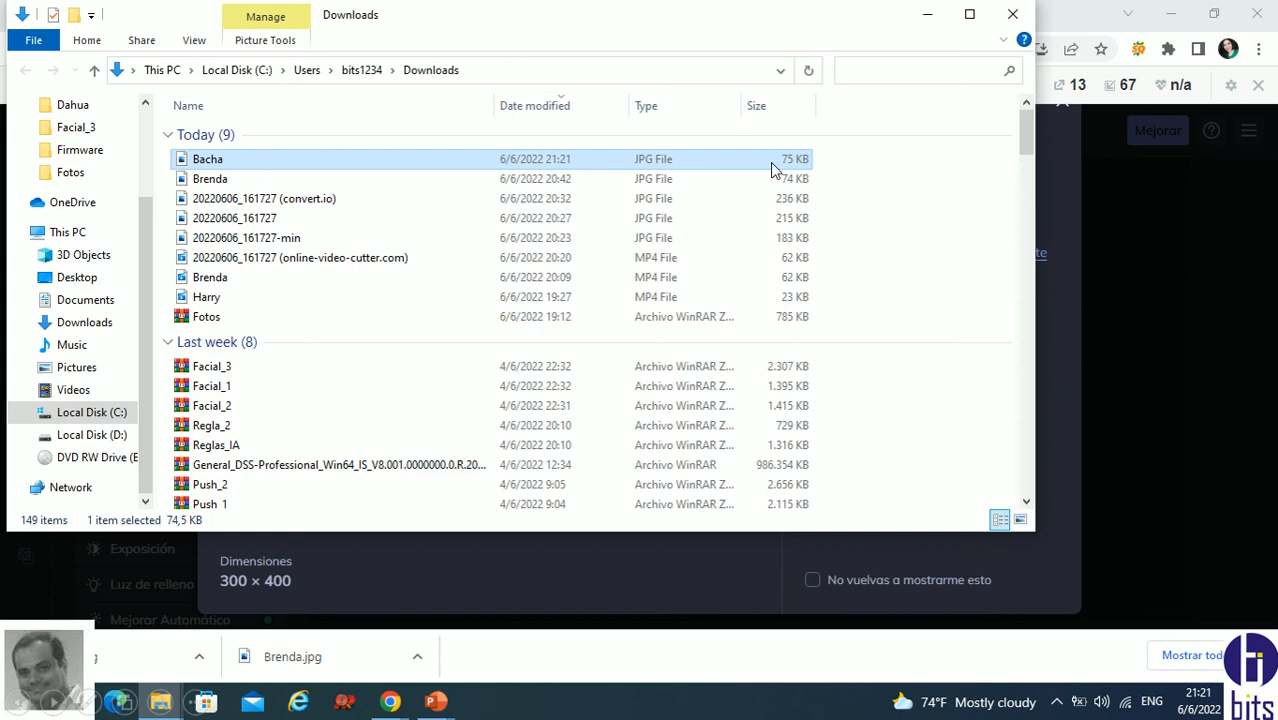 Manage
Downloads
File
Home
Share
View
Picture Tools
This PC > Local Disk (C:) > Users > bits1234 > Downloads
13
67
n/a
Mejorar
Name
Date modified
Type
Size
Dahua
Facial_3
Firmware
Fotos
OneDrive
This PC
3D Objects
Desktop
Documents
Downloads
Music
Pictures
Videos
Local Disk (C:)
Local Disk (D:)
DVD RW Drive (E
Network
Today (9)
Bacha 6/6/2022 21:21 JPG File 75 KB
Brenda 6/6/2022 20:42 JPG File 74 KB
20220606_161727 (convert.io) 6/6/2022 20:32 JPG File 236 KB
20220606_161727 6/6/2022 20:27 JPG File 215 KB
20220606_161727-min 6/6/2022 20:23 JPG File 183 KB
20220606_161727 (online-video-cutter.com) 6/6/2022 20:20 MP4 File 62 KB
Brenda 6/6/2022 20:09 MP4 File 62 KB
Harry 6/6/2022 19:27 MP4 File 23 KB
Fotos 6/6/2022 19:12 Archivo WinRAR Z... 785 KB
Last week (8)
Facial_3 4/6/2022 22:32 Archivo WinRAR Z... 2.307 KB
Facial_1 4/6/2022 22:32 Archivo WinRAR Z... 1.395 KB
Facial_2 4/6/2022 22:31 Archivo WinRAR Z... 1.415 KB
Regla_2 4/6/2022 20:10 Archivo WinRAR Z... 729 KB
Reglas_IA 4/6/2022 20:10 Archivo WinRAR Z... 1.316 KB
General_DSS-Professional_Win64_IS_V8.001.0000000.0.R.20... 4/6/2022 12:34 Archivo WinRAR 986.354 KB
Push_2 4/6/2022 9:05 Archivo WinRAR Z... 2.656 KB
Push_1 4/6/2022 9:04 Archivo WinRAR Z... 2.115 KB
te
149 items
1 item selected 74,5 KB
Exposición
Luz de relleno
Mejorar Automático
Dimensiones
300 × 400
No vuelvas a mostrarme esto
g
Brenda.jpg
Mostrar tod
74°F Mostly cloudy
ENG
21:21
6/6/2022
bits